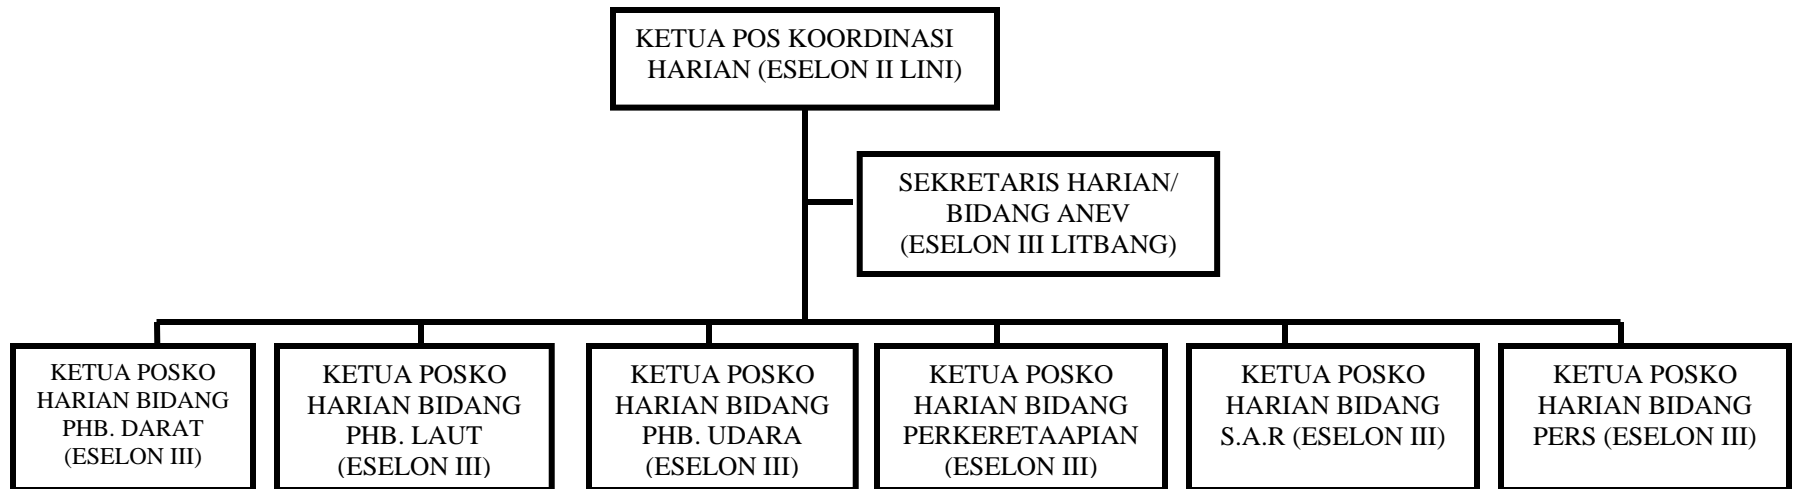 KETUA POS KOORDINASI
HARIAN (ESELON II LINI)
SEKRETARIS HARIAN/
BIDANG ANEV
(ESELON III LITBANG)
KETUA POSKO
HARIAN BIDANG
PHB. DARAT
(ESELON III)
KETUA POSKO
HARIAN BIDANG
PHB. LAUT
(ESELON III)
KETUA POSKO
HARIAN BIDANG
PHB. UDARA
(ESELON III)
KETUA POSKO
HARIAN BIDANG
PERKERETAAPIAN
(ESELON III)
KETUA POSKO
HARIAN BIDANG
S.A.R (ESELON III)
KETUA POSKO
HARIAN BIDANG
PERS (ESELON III)